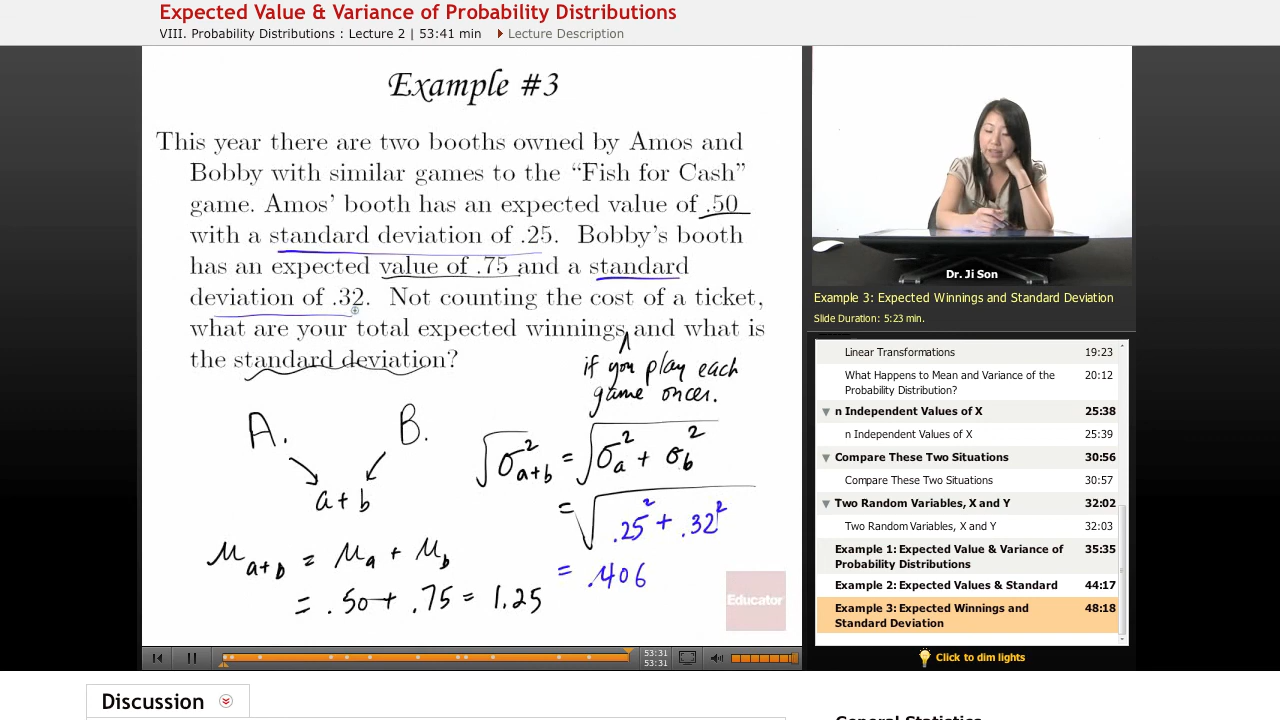 Expected Value & Variance of Probability Distributions
VIII. Probability Distributions : Lecture 2 | 53:41 min
Lecture Description
Example #3
This year there are two booths owned by Amos and
Bobby with similar games to the “Fish for Cash”
game. Amos’ booth has an expected value of .50
with a standard deviation of .25. Bobby’s booth
has an expected value of .75 and a standard
deviation of .32. Not counting the cost of a ticket,
what are your total expected winnings and what is
the standard deviation?
if you play each
game once.
A.
B.
a + b
√σ²a+b = √σa² + σb²
= √.25² + .32²
= .406
μa+b = μa + μb
= .50 + .75 = 1.25
Educator
53:31
53:31
Dr. Ji Son
Example 3: Expected Winnings and Standard Deviation
Slide Duration: 5:23 min.
Linear Transformations 19:23
What Happens to Mean and Variance of the 20:12
Probability Distribution?
n Independent Values of X 25:38
n Independent Values of X 25:39
Compare These Two Situations 30:56
Compare These Two Situations 30:57
Two Random Variables, X and Y 32:02
Two Random Variables, X and Y 32:03
Example 1: Expected Value & Variance of 35:35
Probability Distributions
Example 2: Expected Values & Standard 44:17
Example 3: Expected Winnings and 48:18
Standard Deviation
Click to dim lights
Discussion
General Statistics